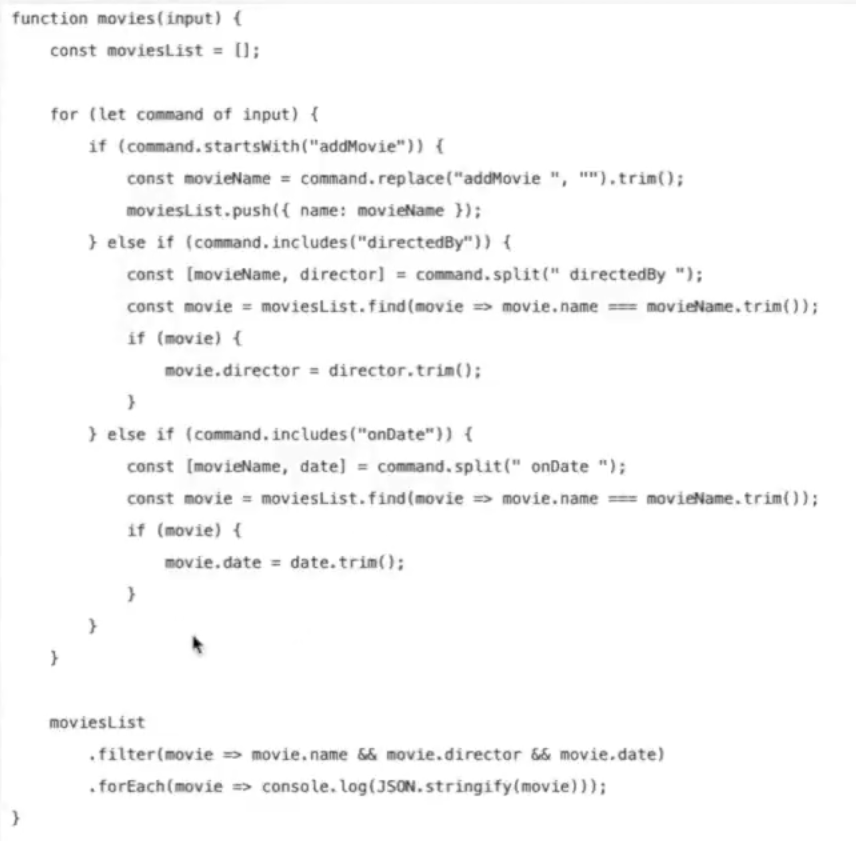 function movies(input) {
    const moviesList = [];

    for (let command of input) {
        if (command.startsWith("addMovie")) {
            const movieName = command.replace("addMovie ", "").trim();
            moviesList.push({ name: movieName });
        } else if (command.includes("directedBy")) {
            const [movieName, director] = command.split(" directedBy ");
            const movie = moviesList.find(movie => movie.name === movieName.trim());
            if (movie) {
                movie.director = director.trim();
            }
        } else if (command.includes("onDate")) {
            const [movieName, date] = command.split(" onDate ");
            const movie = moviesList.find(movie => movie.name === movieName.trim());
            if (movie) {
                movie.date = date.trim();
            }
        }
    }

    moviesList
        .filter(movie => movie.name && movie.director && movie.date)
        .forEach(movie => console.log(JSON.stringify(movie)));
}